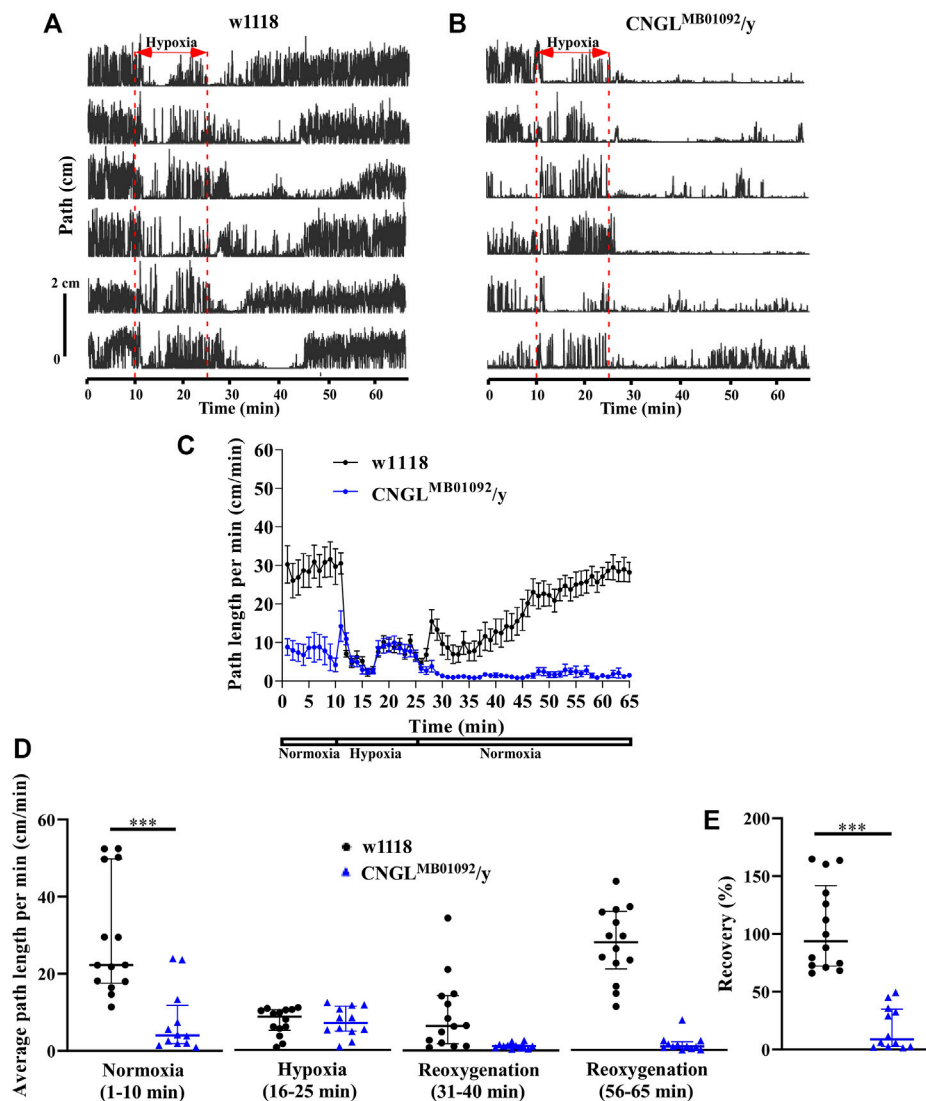 A
w1118
Hypoxia
Path (cm)
2 cm
0
0 10 20 30 40 50 60
Time (min)
B
CNGL^MB01092/y
Hypoxia
0 10 20 30 40 50 60
Time (min)
C
w1118
CNGL^MB01092/y
Path length per min (cm/min)
60
50
40
30
20
10
0
0 5 10 15 20 25 30 35 40 45 50 55 60 65
Time (min)
Normoxia Hypoxia Normoxia
D
Average path length per min (cm/min)
60
40
20
0
***
w1118
CNGL^MB01092/y
Normoxia Hypoxia Reoxygenation Reoxygenation
(1-10 min) (16-25 min) (31-40 min) (56-65 min)
E
Recovery (%)
200
150
100
50
0
***